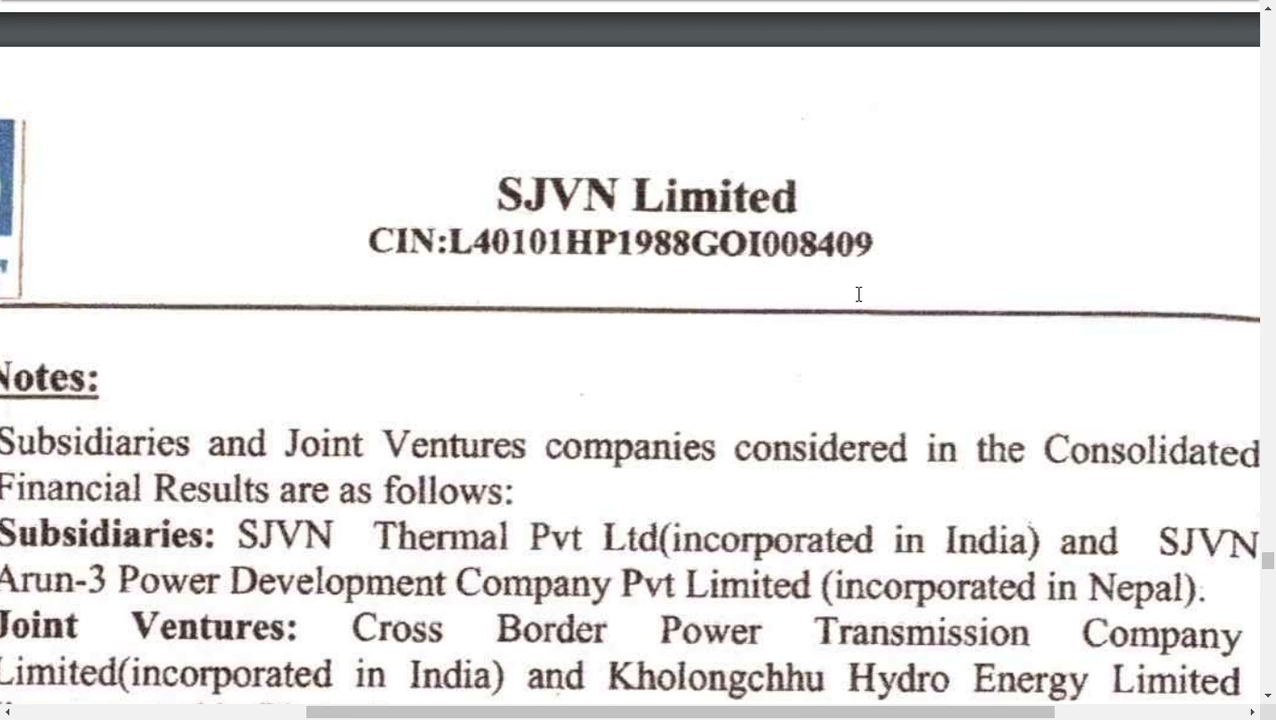 SJVN Limited
CIN:L40101HP1988GOI008409
Notes:
Subsidiaries and Joint Ventures companies considered in the Consolidated
Financial Results are as follows:
Subsidiaries: SJVN Thermal Pvt Ltd(incorporated in India) and SJVN
Arun-3 Power Development Company Pvt Limited (incorporated in Nepal).
Joint Ventures: Cross Border Power Transmission Company
Limited(incorporated in India) and Kholongchhu Hydro Energy Limited